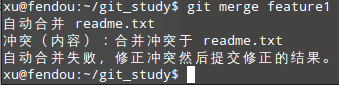 xu@fendou:~/git_study$ git merge feature1
自动合并 readme.txt
冲突（内容）：合并冲突于 readme.txt
自动合并失败，修正冲突然后提交修正的结果。
xu@fendou:~/git_study$